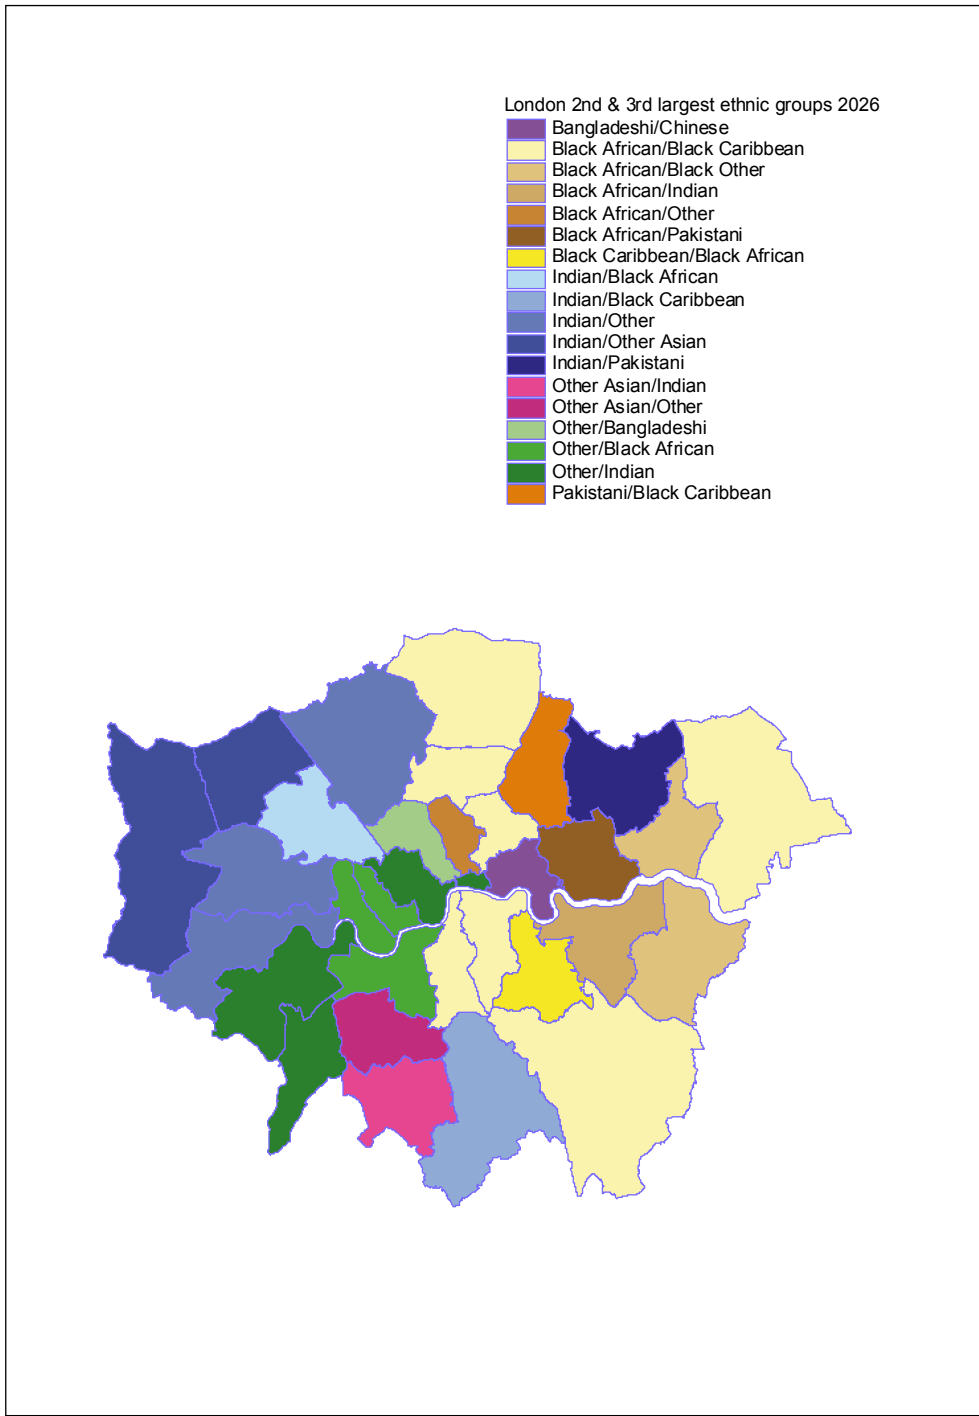 London 2nd & 3rd largest ethnic groups 2026
Bangladeshi/Chinese
Black African/Black Caribbean
Black African/Black Other
Black African/Indian
Black African/Other
Black African/Pakistani
Black Caribbean/Black African
Indian/Black African
Indian/Black Caribbean
Indian/Other
Indian/Other Asian
Indian/Pakistani
Other Asian/Indian
Other Asian/Other
Other/Bangladeshi
Other/Black African
Other/Indian
Pakistani/Black Caribbean